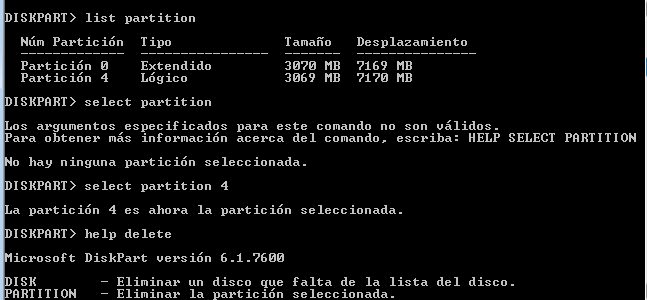 DISKPART> list partition
Núm Partición  Tipo              Tamaño   Desplazamiento
-------------  ----------------  -------  ---------------
Partición 0    Extendido         3070 MB  7169 MB
Partición 4    Lógico            3069 MB  7170 MB
DISKPART> select partition
Los argumentos especificados para este comando no son válidos.
Para obtener más información acerca del comando, escriba: HELP SELECT PARTITION
No hay ninguna partición seleccionada.
DISKPART> select partition 4
La partición 4 es ahora la partición seleccionada.
DISKPART> help delete
Microsoft DiskPart versión 6.1.7600
DISK        - Eliminar un disco que falta de la lista del disco.
PARTITION   - Eliminar la partición seleccionada.